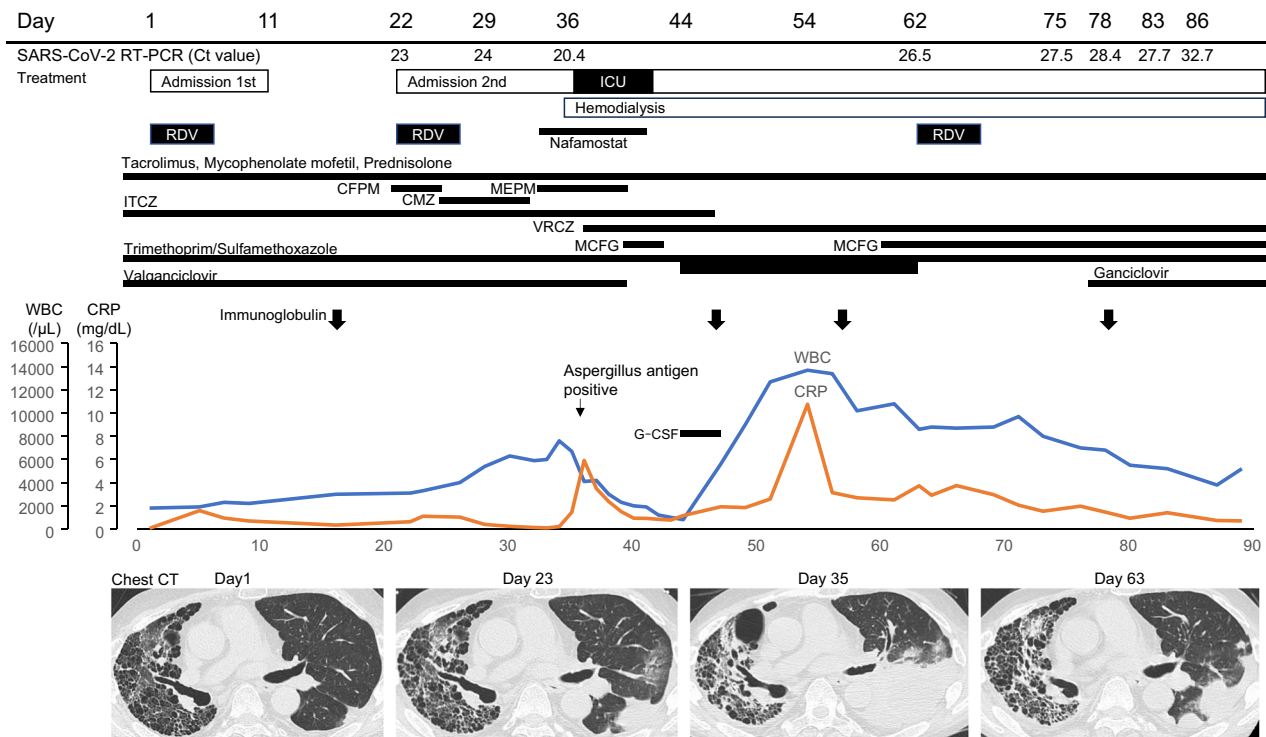 Day 1 11 22 29 36 44 54 62 75 78 83 86
SARS-CoV-2 RT-PCR (Ct value) 23 24 20.4 26.5 27.5 28.4 27.7 32.7
Treatment Admission 1st Admission 2nd ICU
Hemodialysis
RDV RDV RDV
Nafamostat
Tacrolimus, Mycophenolate mofetil, Prednisolone
CFPM MEPM
ITCZ CMZ
VRCZ
Trimethoprim/Sulfamethoxazole MCFG MCFG
Valganciclovir Ganciclovir
Immunoglobulin
WBC CRP
(/µL) (mg/dL)
16000 16
14000 14
12000 12
10000 10
8000 8
6000 6
4000 4
2000 2
0 0
Aspergillus antigen
positive
WBC
CRP
G-CSF
0 10 20 30 40 50 60 70 80 90
Chest CT Day1 Day 23 Day 35 Day 63